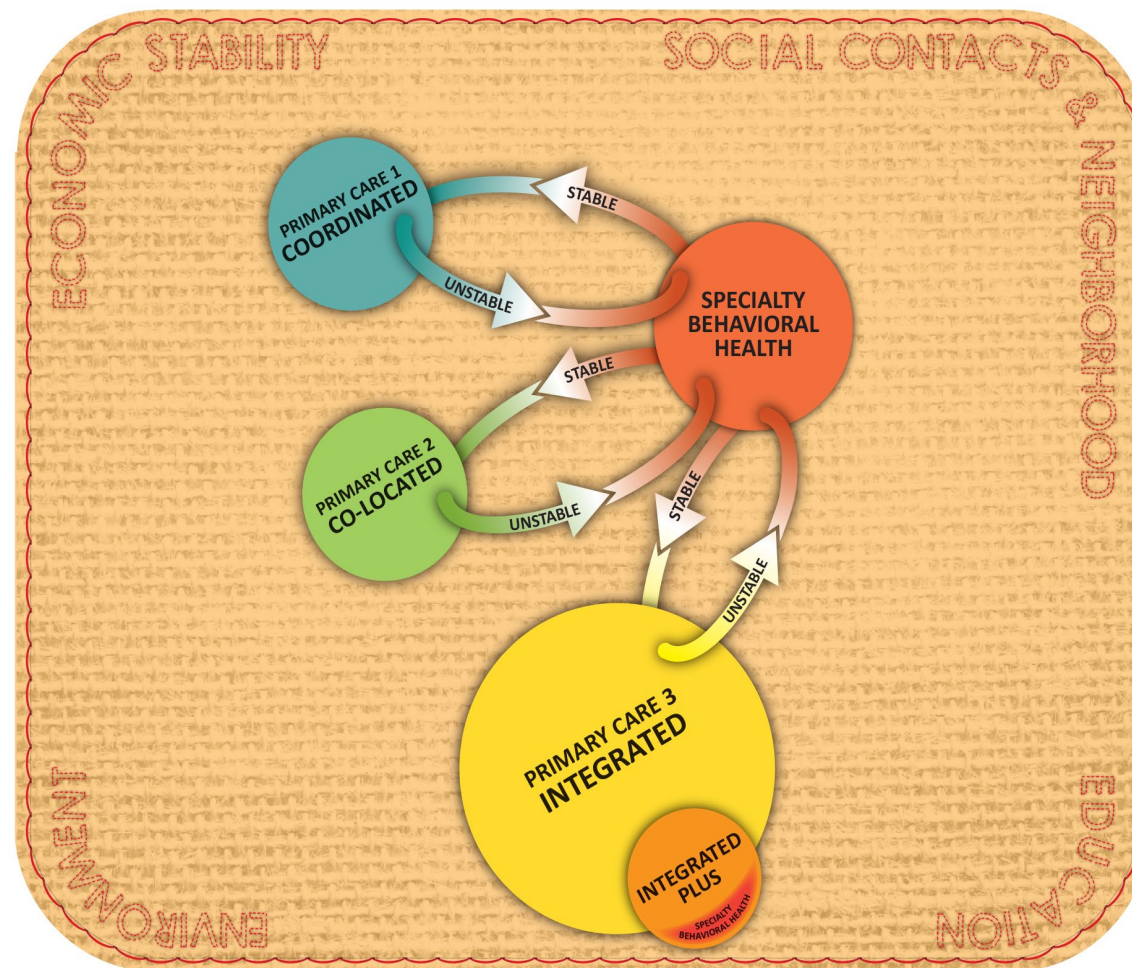 ECONOMIC STABILITY
SOCIAL CONTACTS & NEIGHBORHOOD
PRIMARY CARE 1
COORDINATED
STABLE
UNSTABLE
SPECIALTY
BEHAVIORAL
HEALTH
STABLE
PRIMARY CARE 2
CO-LOCATED
UNSTABLE
STABLE
UNSTABLE
PRIMARY CARE 3
INTEGRATED
INTEGRATED
PLUS
SPECIALTY
BEHAVIORAL HEALTH
ENVIRONMENT
EDUCATION